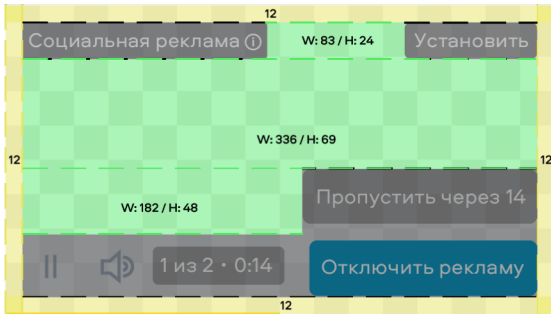 12
Социальная реклама ⓘ
W: 83 / H: 24
Установить
W: 336 / H: 69
12
12
W: 182 / H: 48
Пропустить через 14
1 из 2 · 0:14
Отключить рекламу
12